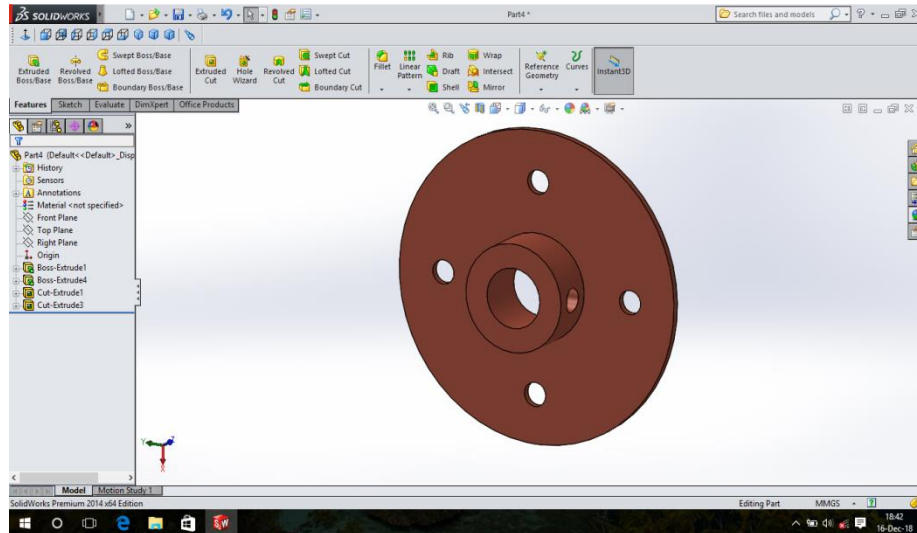 SOLIDWORKS
Part4 *
Search files and models
Extruded Boss/Base
Revolved Boss/Base
Swept Boss/Base
Lofted Boss/Base
Boundary Boss/Base
Extruded Cut
Hole Wizard
Revolved Cut
Swept Cut
Lofted Cut
Boundary Cut
Fillet
Linear Pattern
Rib
Draft
Shell
Wrap
Intersect
Mirror
Reference Geometry
Curves
Instant3D
Features
Sketch
Evaluate
DimXpert
Office Products
Part4 (Default<<Default>_Disp
History
Sensors
Annotations
Material <not specified>
Front Plane
Top Plane
Right Plane
Origin
Boss-Extrude1
Boss-Extrude4
Cut-Extrude1
Cut-Extrude3
Y
Z
X
Model
Motion Study 1
SolidWorks Premium 2014 x64 Edition
Editing Part
MMGS
18:42
16-Dec-18